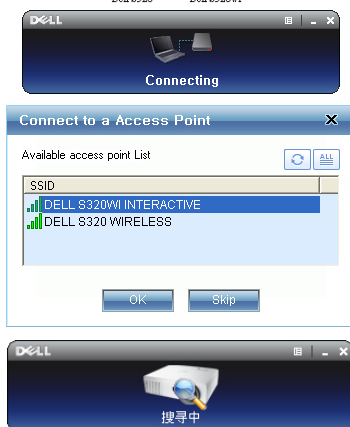 DELL
Connecting
Connect to a Access Point
Available access point List
ALL
SSID
DELL S320WI INTERACTIVE
DELL S320 WIRELESS
OK
Skip
DELL
搜寻中